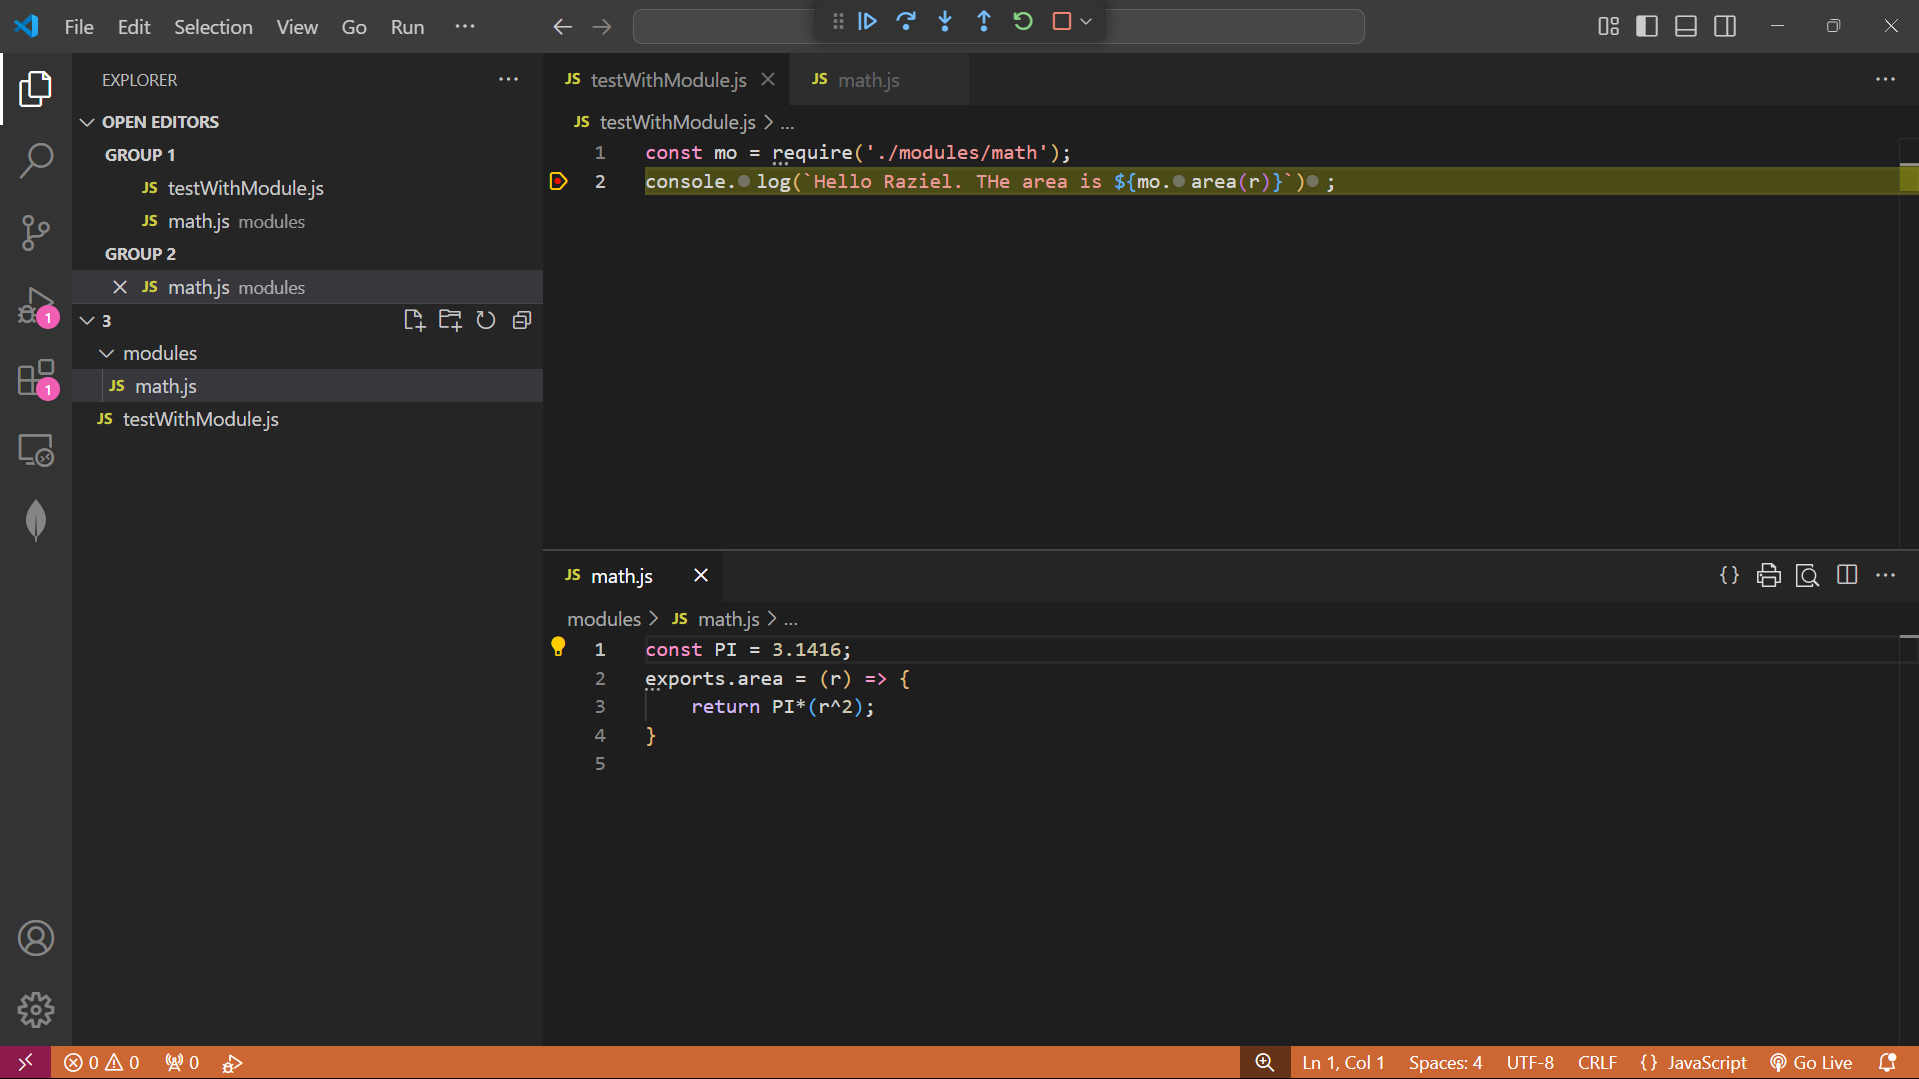 File Edit Selection View Go Run ...
EXPLORER ...
OPEN EDITORS
GROUP 1
JS testWithModule.js
JS math.js modules
GROUP 2
JS math.js modules
3
modules
JS math.js
JS testWithModule.js
1
1
JS testWithModule.js JS math.js ...
JS testWithModule.js > ...
1 const mo = require('./modules/math');
2 console.log(`Hello Raziel. THe area is ${mo.area(r)}`);
JS math.js {} ...
modules > JS math.js > ...
1 const PI = 3.1416;
2 exports.area = (r) => {
3 return PI*(r^2);
4 }
5
0 0 0 Ln 1, Col 1 Spaces: 4 UTF-8 CRLF {} JavaScript Go Live